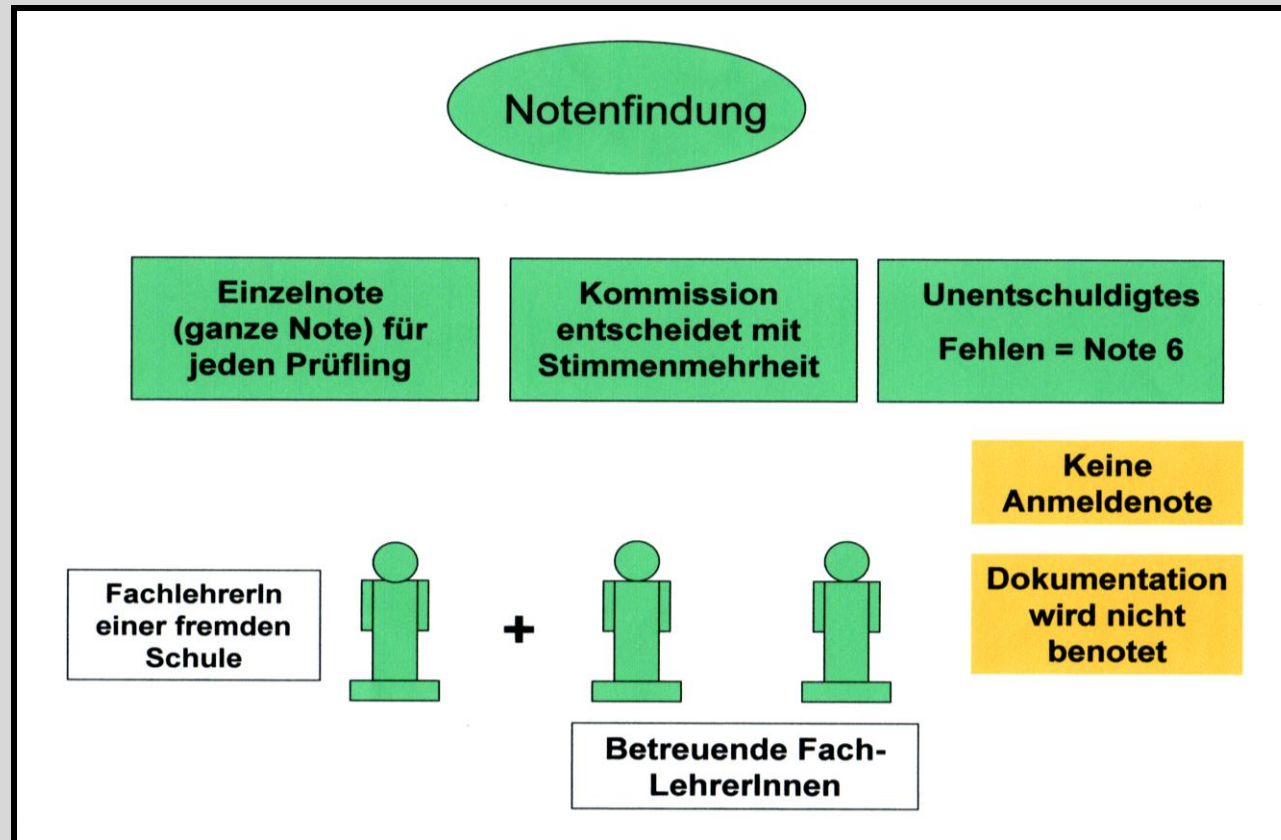 Notenfindung
Einzelnote
(ganze Note) für
jeden Prüfling
Kommission
entscheidet mit
Stimmenmehrheit
Unentschuldigtes
Fehlen = Note 6
Keine
Anmeldenote
Dokumentation
wird nicht
benotet
FachlehrerIn
einer fremden
Schule
+
Betreuende Fach-
LehrerInnen